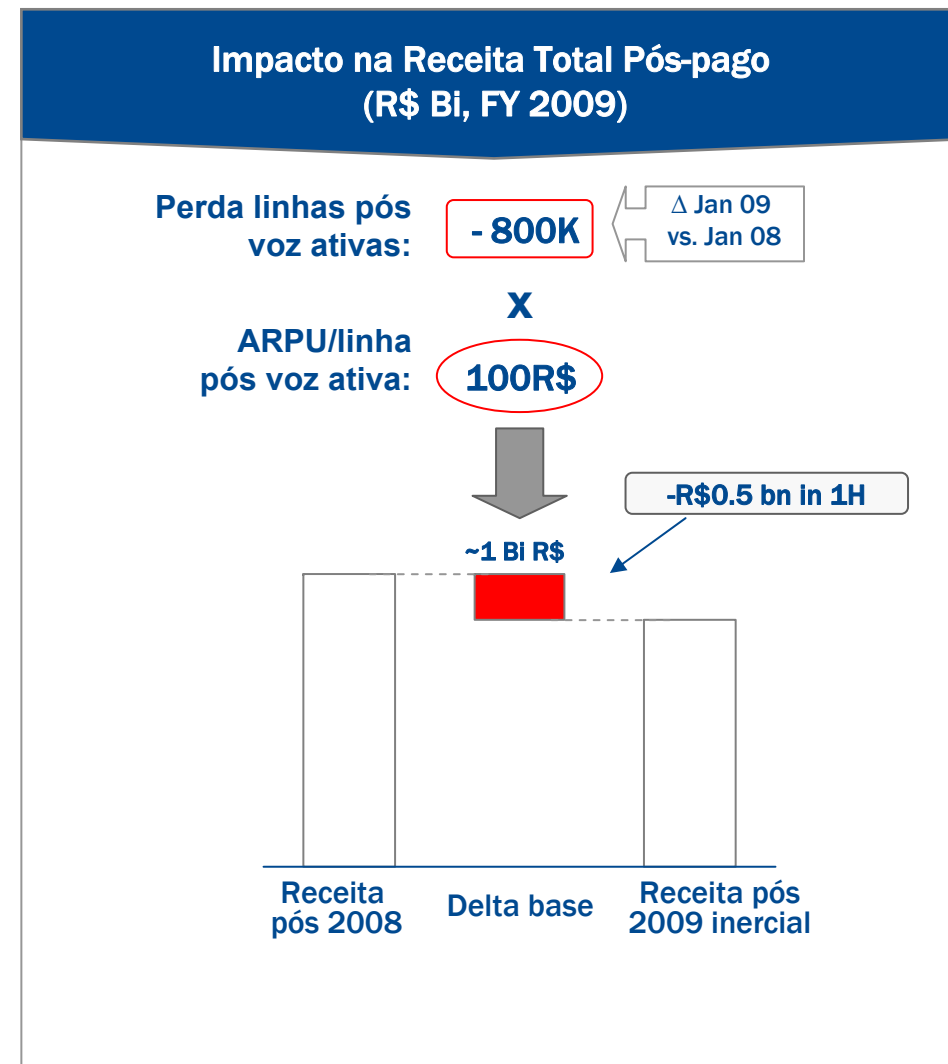 Impacto na Receita Total Pós-pago
(R$ Bi, FY 2009)
Perda linhas pós
voz ativas:
- 800K
Δ Jan 09
vs. Jan 08
x
ARPU/linha
pós voz ativa:
100R$
-R$0.5 bn in 1H
~1 Bi R$
Receita
pós 2008
Delta base
Receita pós
2009 inercial